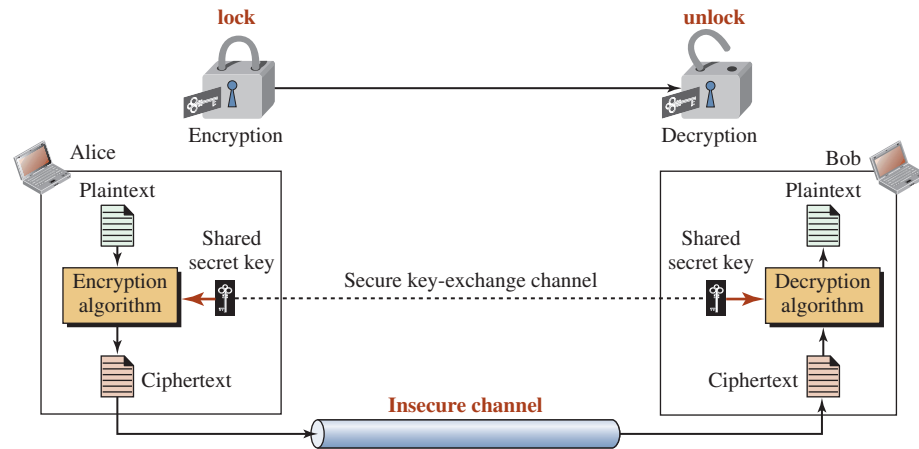 lock
unlock
Encryption
Decryption
Alice
Bob
Plaintext
Plaintext
Shared
secret key
Shared
secret key
Encryption
algorithm
Secure key-exchange channel
Decryption
algorithm
Ciphertext
Ciphertext
Insecure channel